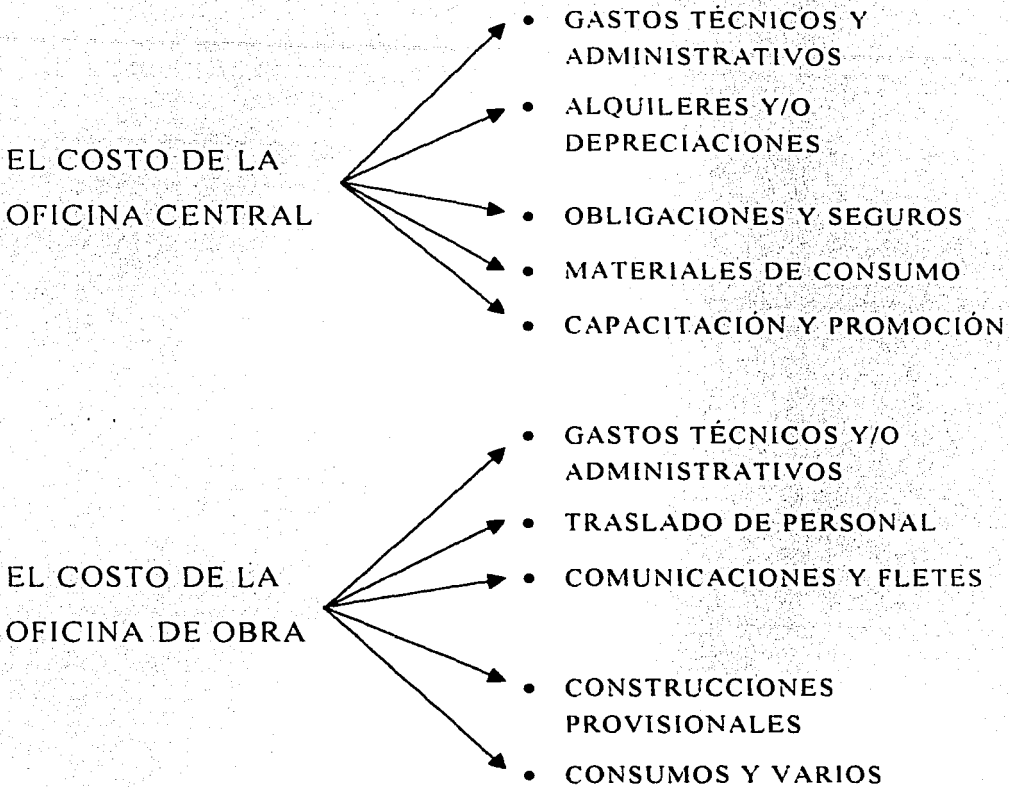 EL COSTO DE LA
OFICINA CENTRAL
• GASTOS TÉCNICOS Y
ADMINISTRATIVOS
• ALQUILERES Y/O
DEPRECIACIONES
• OBLIGACIONES Y SEGUROS
• MATERIALES DE CONSUMO
• CAPACITACIÓN Y PROMOCIÓN
EL COSTO DE LA
OFICINA DE OBRA
• GASTOS TÉCNICOS Y/O
ADMINISTRATIVOS
• TRASLADO DE PERSONAL
• COMUNICACIONES Y FLETES
• CONSTRUCCIONES
PROVISIONALES
• CONSUMOS Y VARIOS